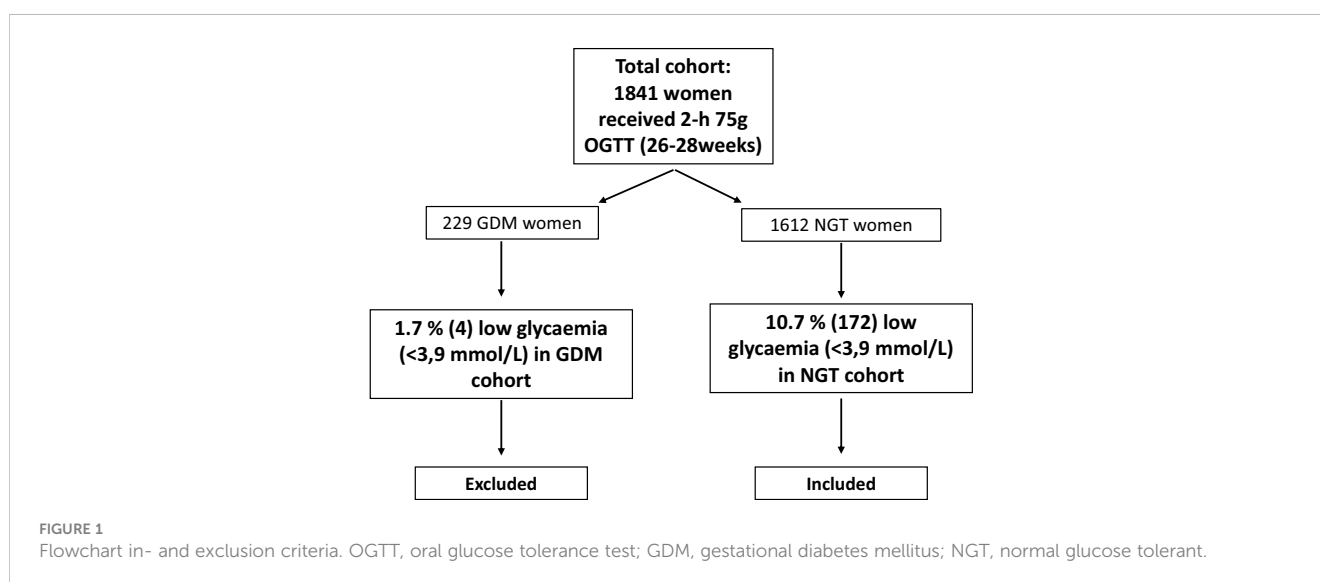 Total cohort:
1841 women
received 2-h 75g
OGTT (26-28weeks)
229 GDM women
1612 NGT women
1.7 % (4) low glycaemia
(<3,9 mmol/L) in GDM
cohort
10.7 % (172) low
glycaemia (<3,9 mmol/L)
in NGT cohort
Excluded
Included
FIGURE 1
Flowchart in- and exclusion criteria. OGTT, oral glucose tolerance test; GDM, gestational diabetes mellitus; NGT, normal glucose tolerant.